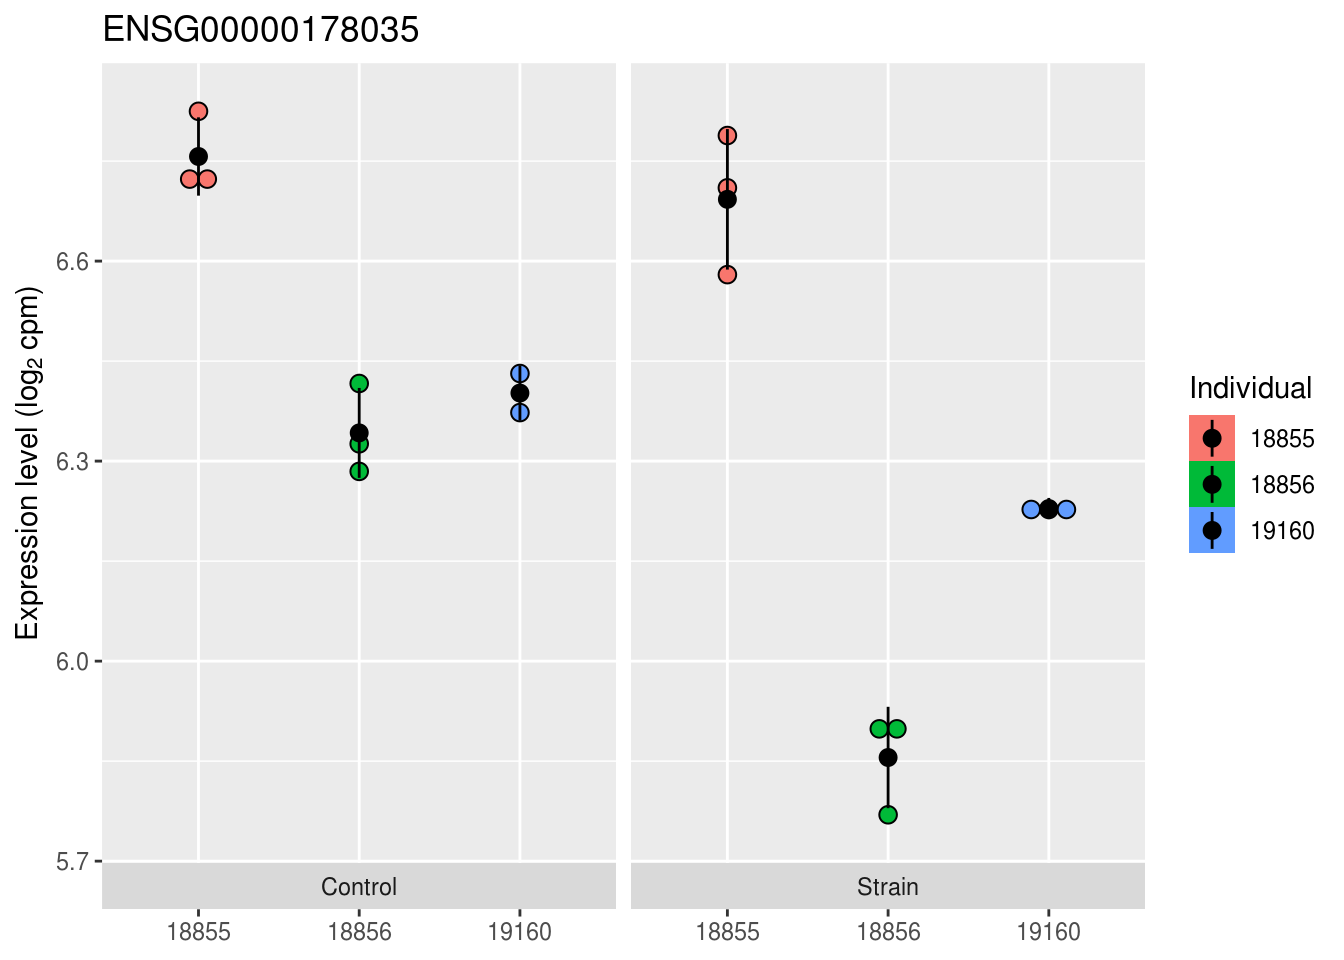 ENSG00000178035
Expression level (log₂ cpm)
6.6
6.3
6.0
5.7
Control
Strain
18855
18856
19160
18855
18856
19160
Individual
18855
18856
19160